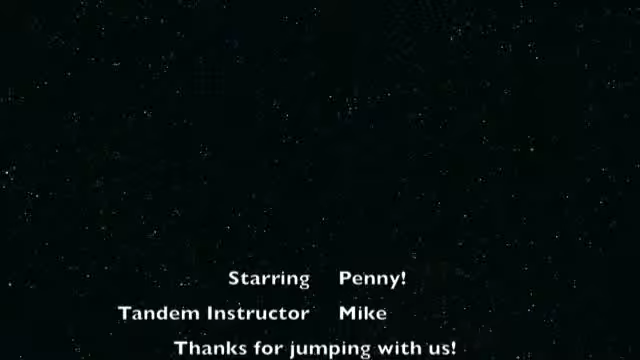 Starring Penny!
Tandem Instructor Mike
Thanks for jumping with us!